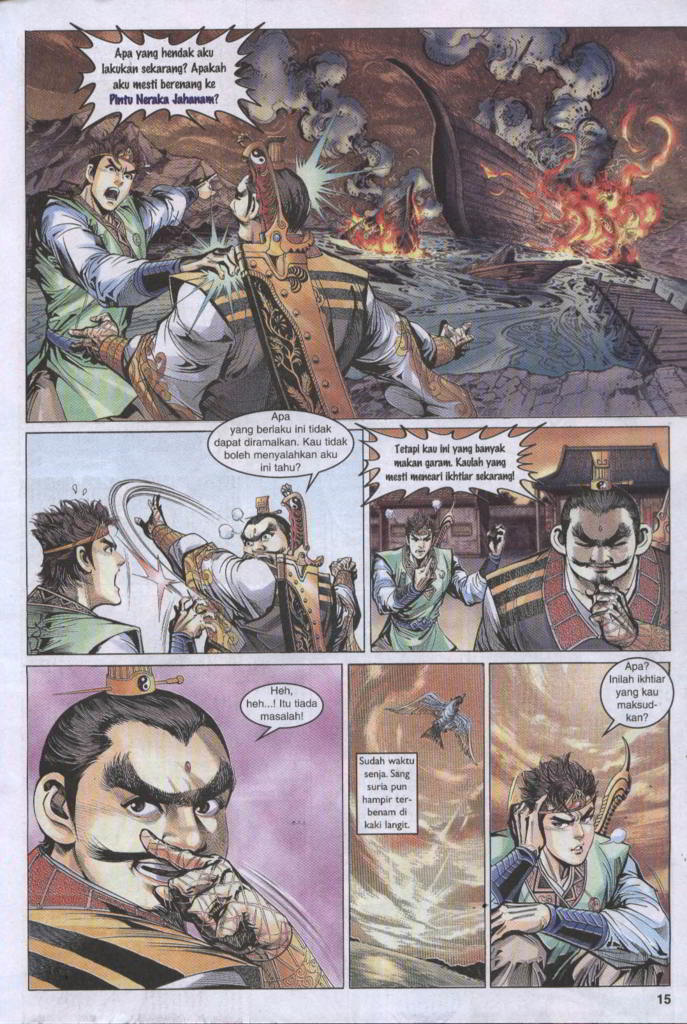 Apa yang hendak aku
lakukan sekarang? Apakah
aku mesti berenang ke
Pintu Neraka Jahanam?
Apa
yang berlaku ini tidak
dapat diramalkan. Kau tidak
boleh menyalahkan aku
ini tahu?
Tetapi kau ini yang banyak
makan garam. Kaulah yang
mesti mencari ikhtiar sekarang!
Heh,
heh...! Itu tiada
masalah!
Sudah waktu
senja. Sang
suria pun
hampir ter-
benam di
kaki langit.
Apa?
Inilah ikhtiar
yang kau
maksud-
kan?
15